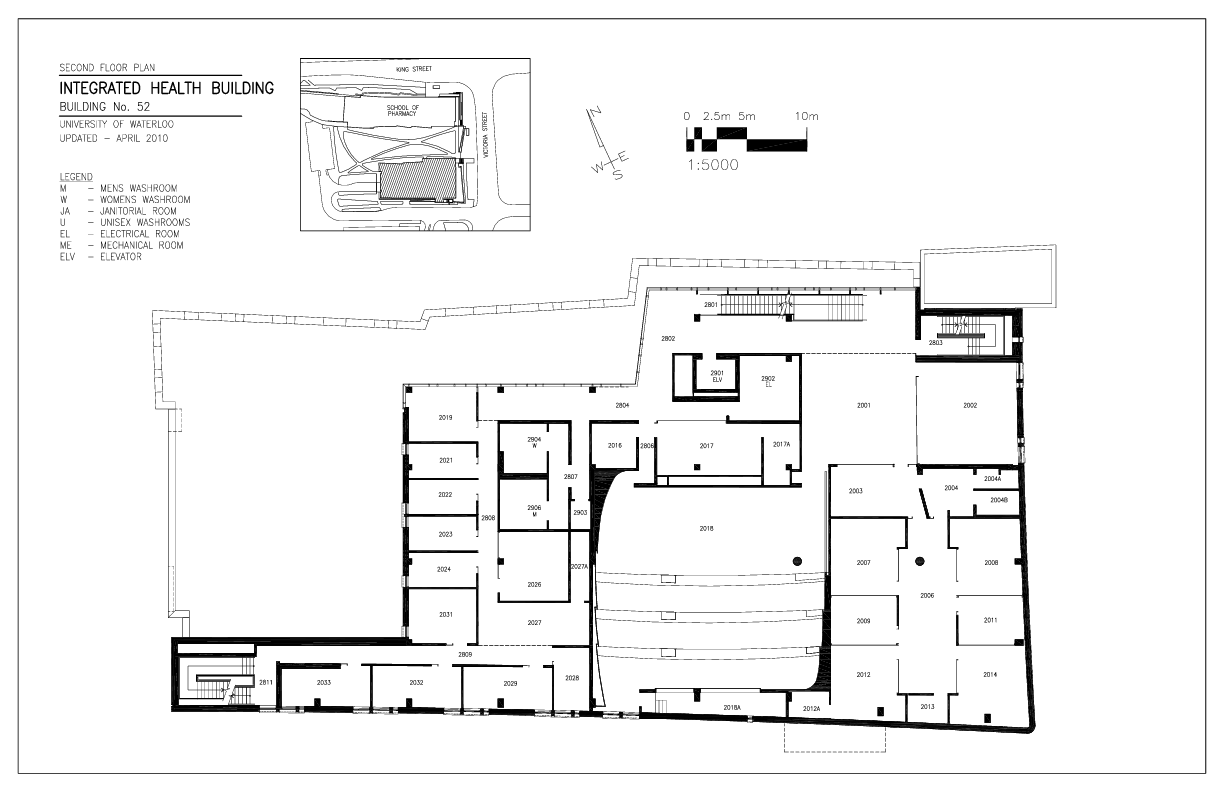 SECOND FLOOR PLAN
INTEGRATED HEALTH BUILDING
BUILDING No. 52
UNIVERSITY OF WATERLOO
UPDATED – APRIL 2010
LEGEND
M – MENS WASHROOM
W – WOMENS WASHROOM
JA – JANITORIAL ROOM
U – UNISEX WASHROOMS
EL – ELECTRICAL ROOM
ME – MECHANICAL ROOM
ELV – ELEVATOR
KING STREET
SCHOOL OF
PHARMACY
VICTORIA STREET
N
W
E
S
0 2.5m 5m 10m
1:5000
2801
2802
2803
2901
ELV
2902
EL
2804
2001
2002
2019
2016
2806
2017
2017A
2904
W
2021
2807
2022
2906
M
2903
2808
2003
2004
2004A
2004B
2018
2023
2024
2026
2027A
2007
2008
2006
2031
2027
2009
2011
2809
2811
2033
2032
2029
2028
2012
2014
2018A
2012A
2013